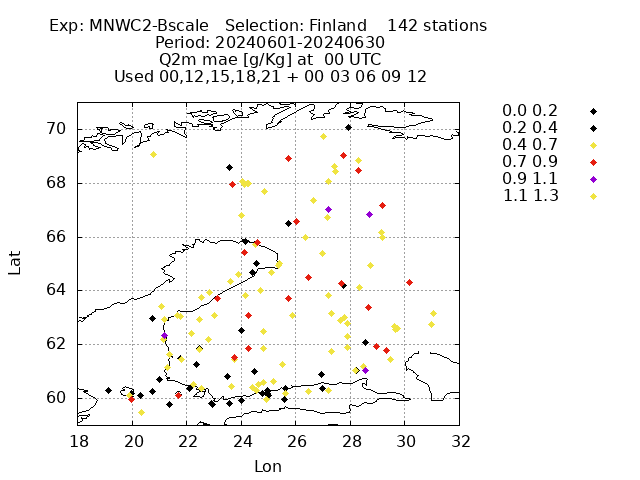 Exp: MNWC2-Bscale   Selection: Finland    142 stations
Period: 20240601-20240630
Q2m mae [g/Kg] at  00 UTC
Used 00,12,15,18,21 + 00 03 06 09 12
0.0 0.2
0.2 0.4
0.4 0.7
0.7 0.9
0.9 1.1
1.1 1.3
70
68
66
64
62
60
Lat
18 20 22 24 26 28 30 32
Lon